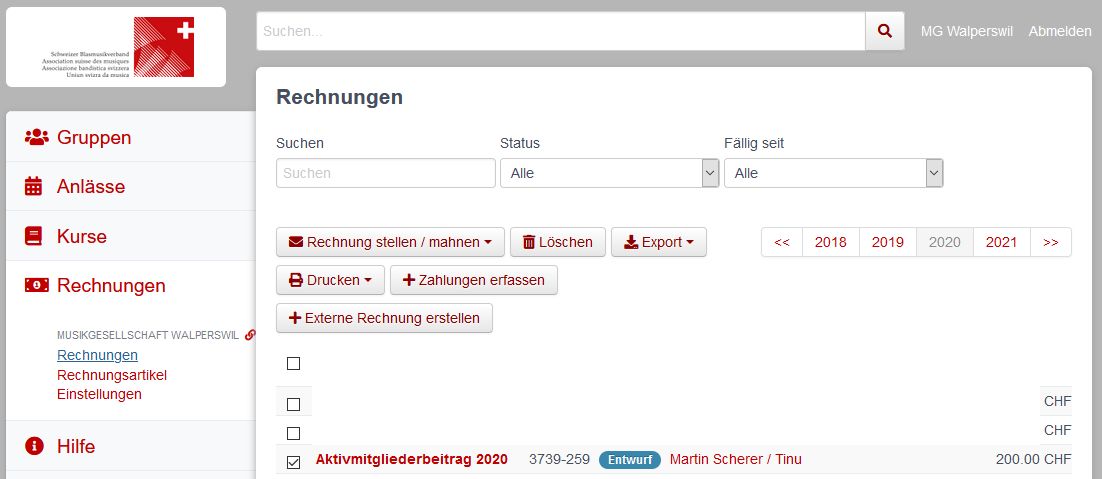 Schweizer Blasmusikverband
Association suisse des musiques
Associazione bandistica svizzera
Uniun svizra da musica
Suchen...
MG Walperswil Abmelden
Gruppen
Anlässe
Kurse
Rechnungen
MUSIKGESELLSCHAFT WALPERSWIL
Rechnungen
Rechnungsartikel
Einstellungen
Hilfe
Rechnungen
Suchen Status Fällig seit
Suchen Alle Alle
Rechnung stellen / mahnen Löschen Export << 2018 2019 2020 2021 >>
Drucken Zahlungen erfassen
Externe Rechnung erstellen
CHF
CHF
Aktivmitgliederbeitrag 2020 3739-259 Entwurf Martin Scherer / Tinu 200.00 CHF